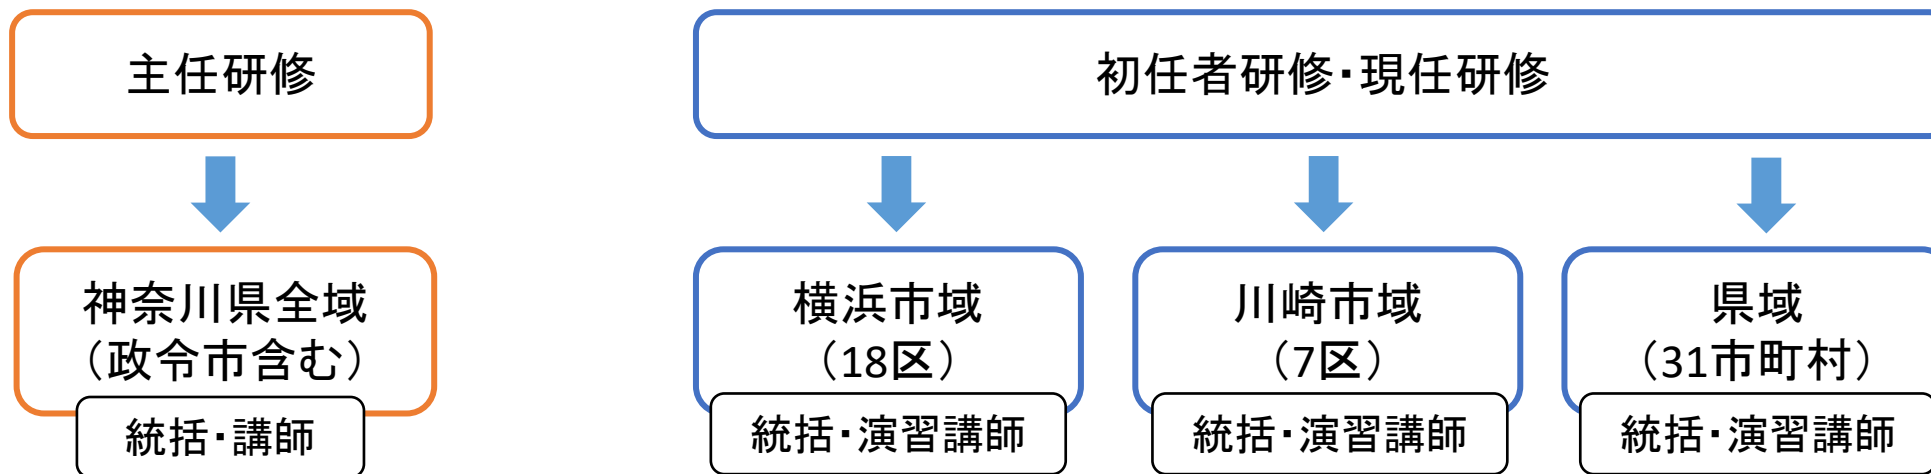 主任研修
初任者研修・現任研修
神奈川県全域
（政令市含む）
統括・講師
横浜市域
（18区）
統括・演習講師
川崎市域
（7区）
統括・演習講師
県域
（31市町村）
統括・演習講師